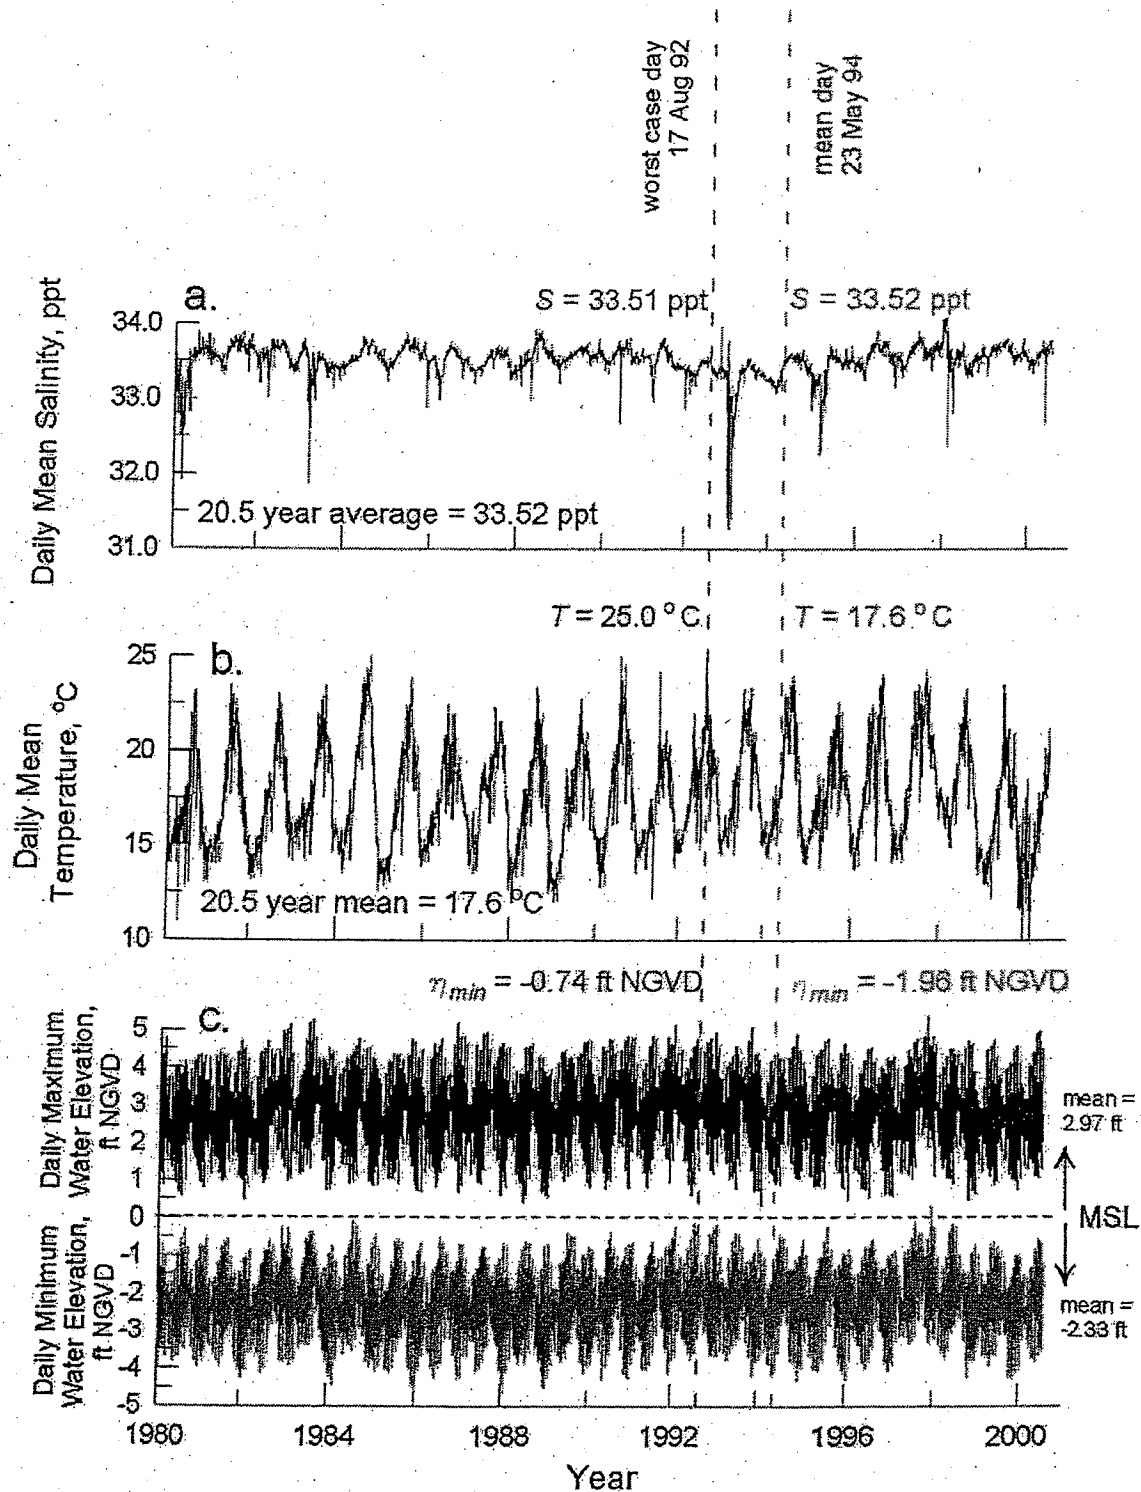 worst case day
17 Aug 92
mean day
23 May 94
a.
S = 33.51 ppt
S = 33.52 ppt
Daily Mean Salinity, ppt
34.0
33.0
32.0
31.0
20.5 year average = 33.52 ppt
T = 25.0 °C
T = 17.6 °C
b.
Daily Mean
Temperature, °C
25
20
15
10
20.5 year mean = 17.6 °C
ηmin = -0.74 ft NGVD
ηmin = -1.96 ft NGVD
c.
Daily Maximum
Water Elevation,
ft NGVD
5
4
3
2
1
0
-1
-2
-3
-4
-5
Daily Minimum
Water Elevation,
ft NGVD
mean =
2.97 ft
MSL
mean =
-2.33 ft
1980
1984
1988
1992
1996
2000
Year